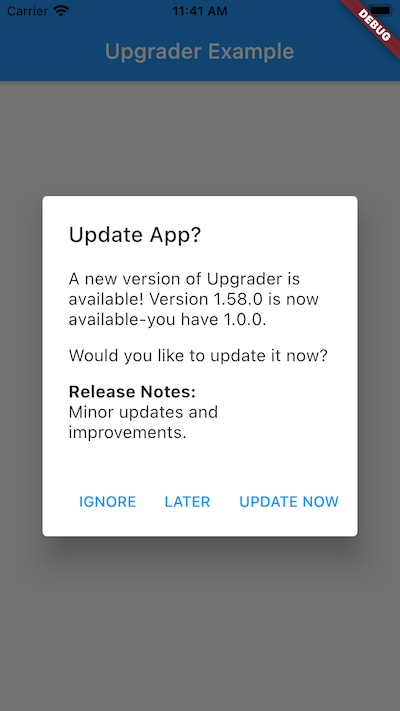 Carrier 11:41 AM
DEBUG
Upgrader Example
Update App?
A new version of Upgrader is
available! Version 1.58.0 is now
available-you have 1.0.0.
Would you like to update it now?
Release Notes:
Minor updates and
improvements.
IGNORE LATER UPDATE NOW